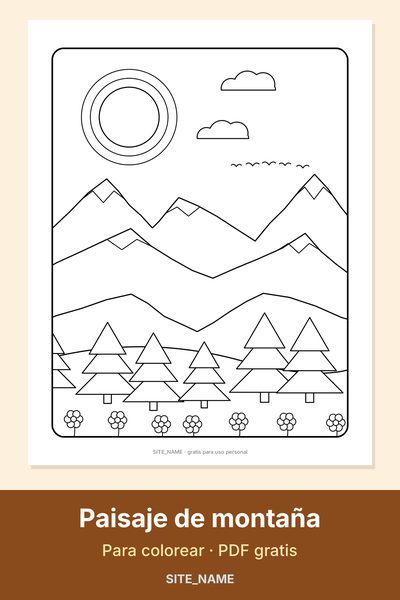 SITE_NAME · gratis para uso personal
Paisaje de montaña
Para colorear · PDF gratis
SITE_NAME